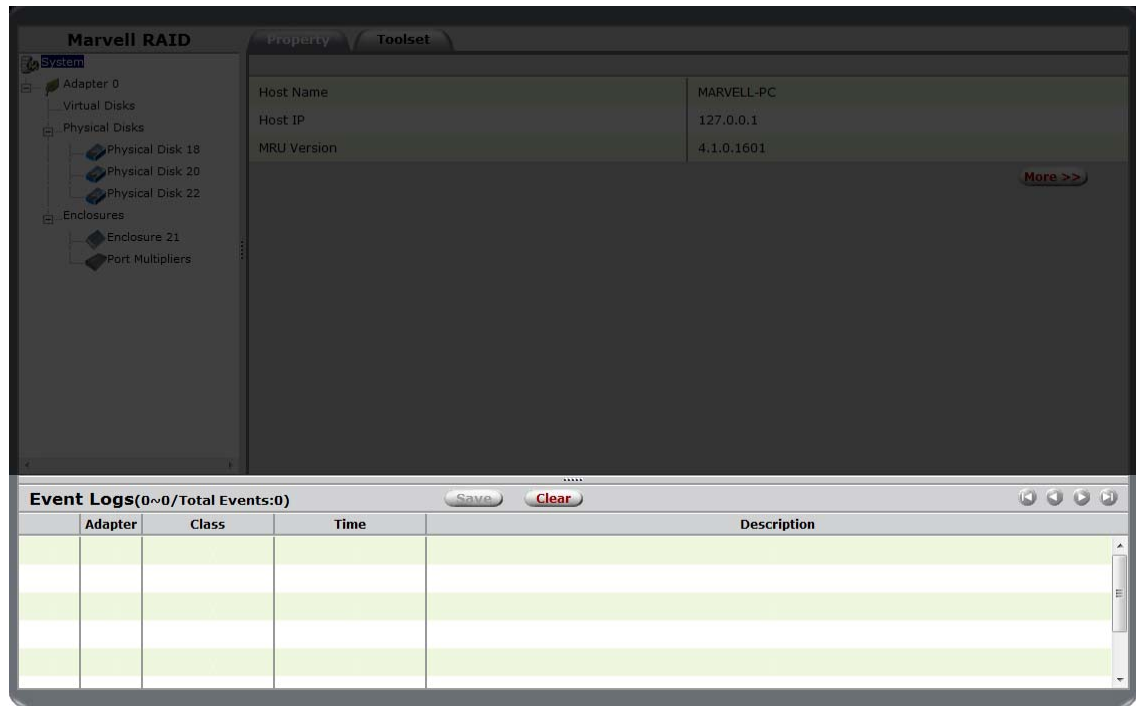 Marvell RAID
Property Toolset
System
Adapter 0
Virtual Disks
Physical Disks
Physical Disk 18
Physical Disk 20
Physical Disk 22
Enclosures
Enclosure 21
Port Multipliers
Host Name MARVELL-PC
Host IP 127.0.0.1
MRU Version 4.1.0.1601
More >>
Event Logs(0~0/Total Events:0) Save Clear
Adapter Class Time Description